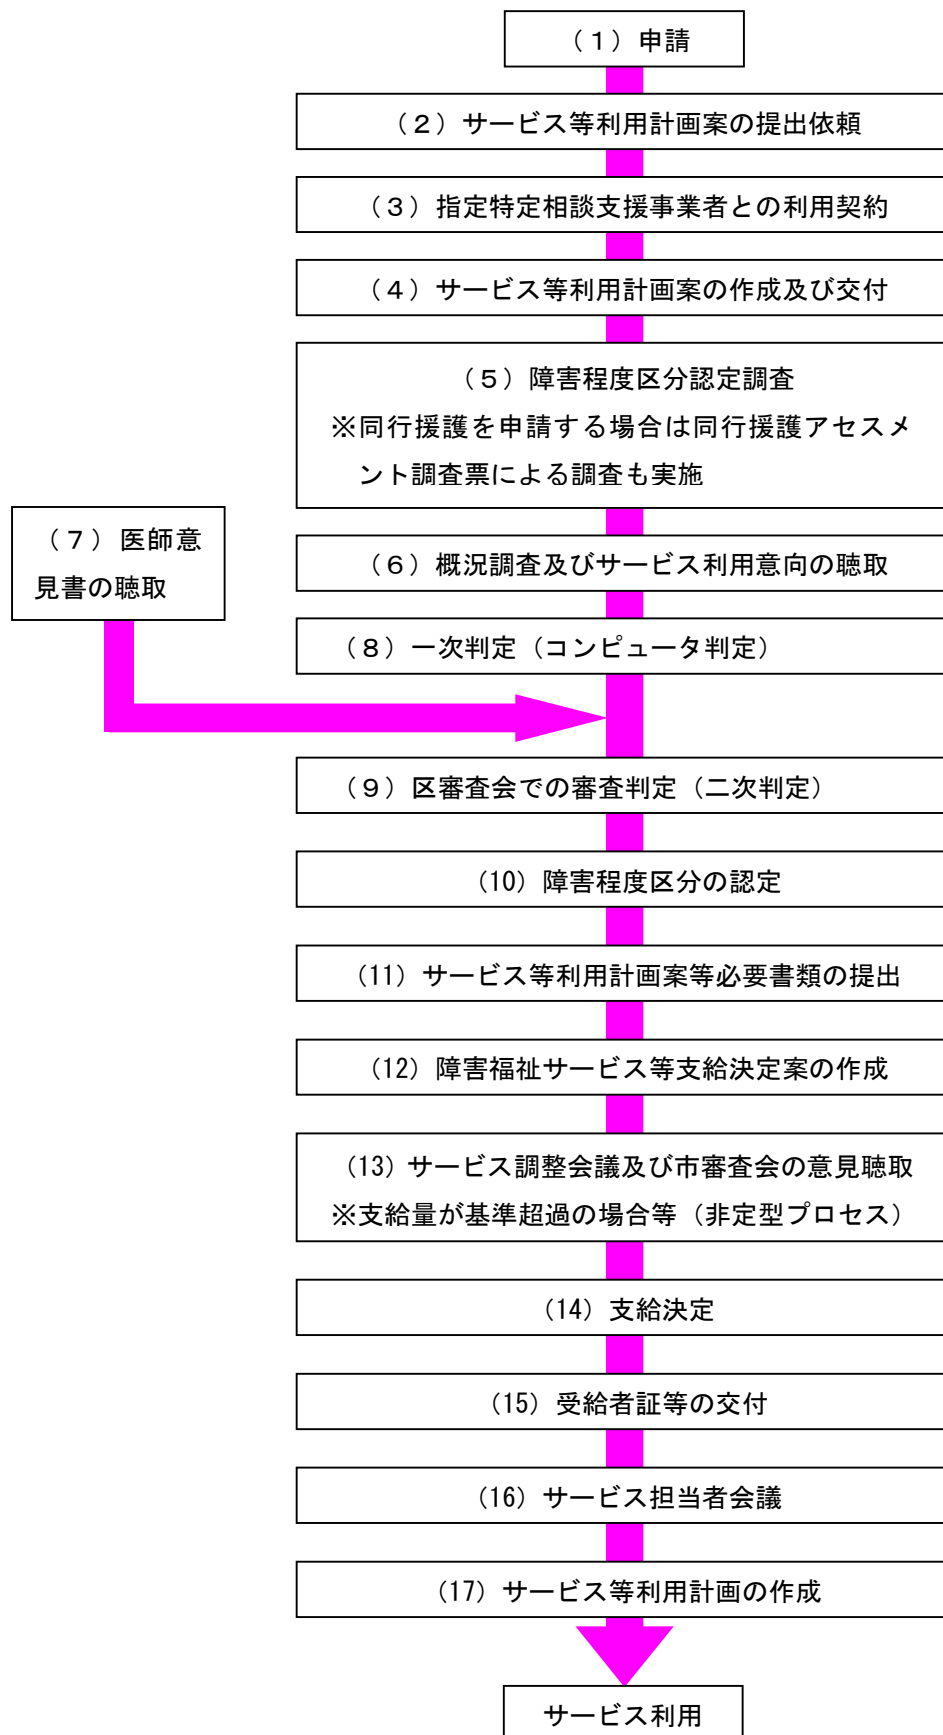 （１）申請
（２）サービス等利用計画案の提出依頼
（３）指定特定相談支援事業者との利用契約
（４）サービス等利用計画案の作成及び交付
（５）障害程度区分認定調査
※同行援護を申請する場合は同行援護アセスメ
ント調査票による調査も実施
（７）医師意
見書の聴取
（６）概況調査及びサービス利用意向の聴取
（８）一次判定（コンピュータ判定）
（９）区審査会での審査判定（二次判定）
(10) 障害程度区分の認定
(11) サービス等利用計画案等必要書類の提出
(12) 障害福祉サービス等支給決定案の作成
(13) サービス調整会議及び市審査会の意見聴取
※支給量が基準超過の場合等（非定型プロセス）
(14) 支給決定
(15) 受給者証等の交付
(16) サービス担当者会議
(17) サービス等利用計画の作成
サービス利用